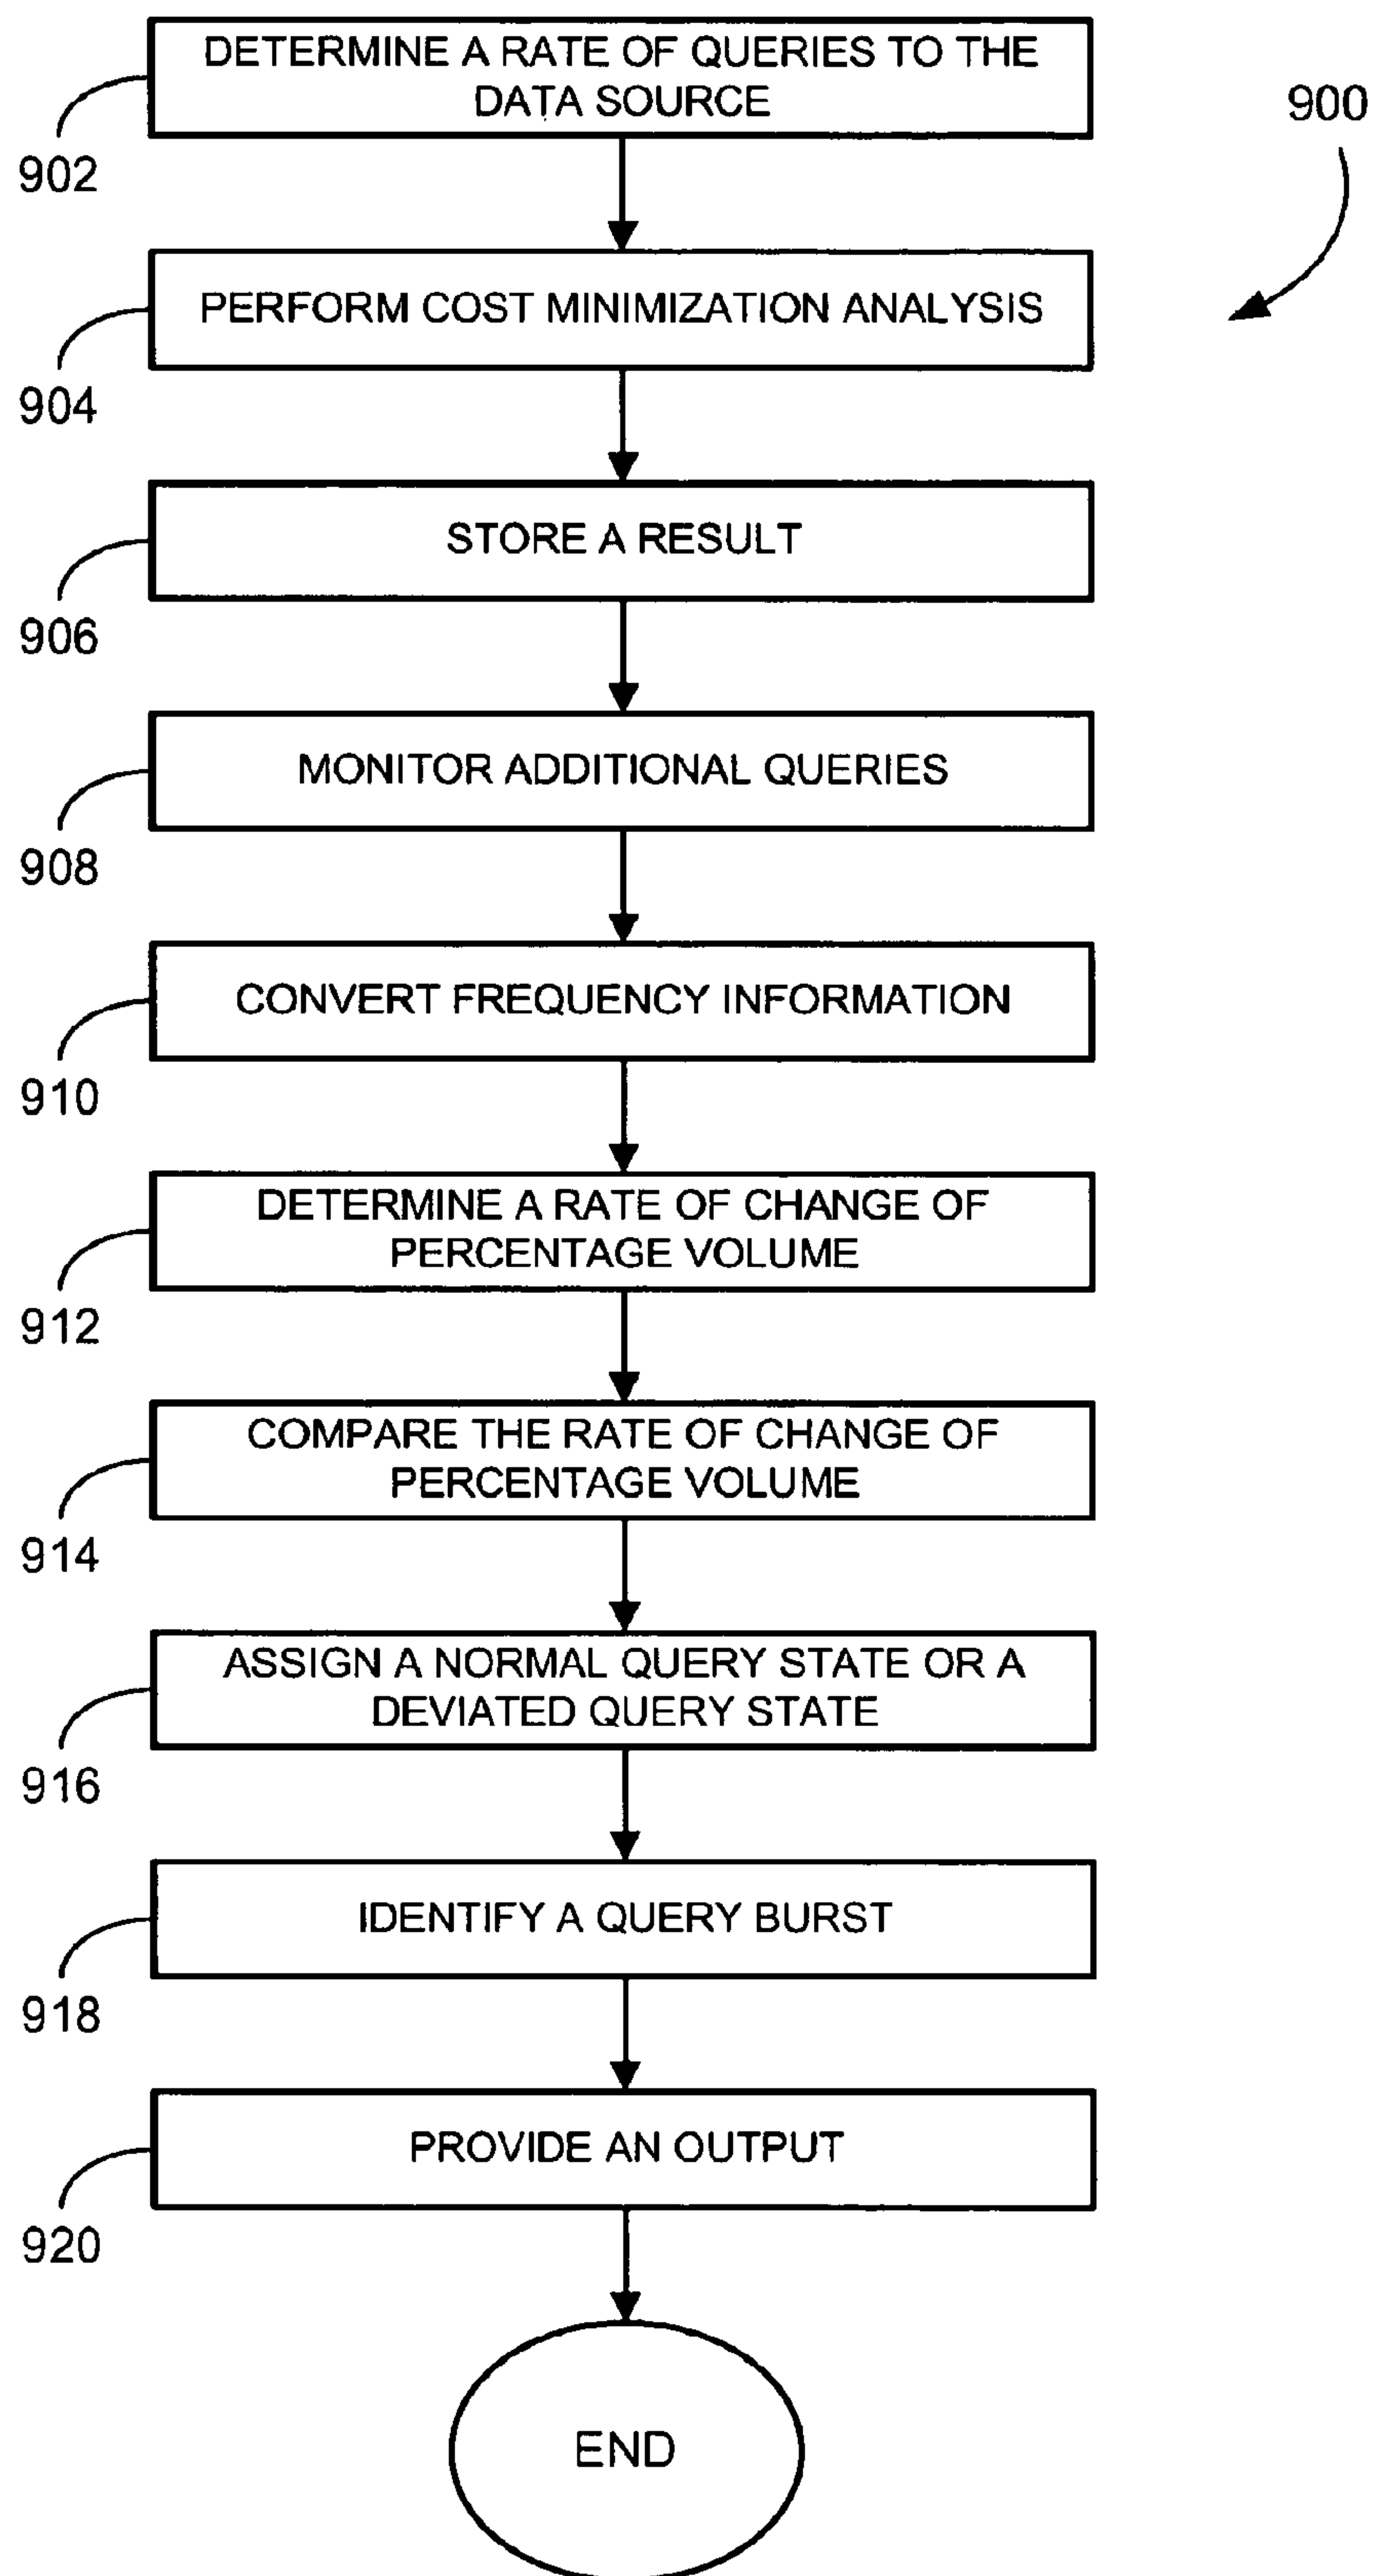 DETERMINE A RATE OF QUERIES TO THE
DATA SOURCE
900
902
PERFORM COST MINIMIZATION ANALYSIS
904
STORE A RESULT
906
MONITOR ADDITIONAL QUERIES
908
CONVERT FREQUENCY INFORMATION
910
DETERMINE A RATE OF CHANGE OF
PERCENTAGE VOLUME
912
COMPARE THE RATE OF CHANGE OF
PERCENTAGE VOLUME
914
ASSIGN A NORMAL QUERY STATE OR A
DEVIATED QUERY STATE
916
IDENTIFY A QUERY BURST
918
PROVIDE AN OUTPUT
920
END